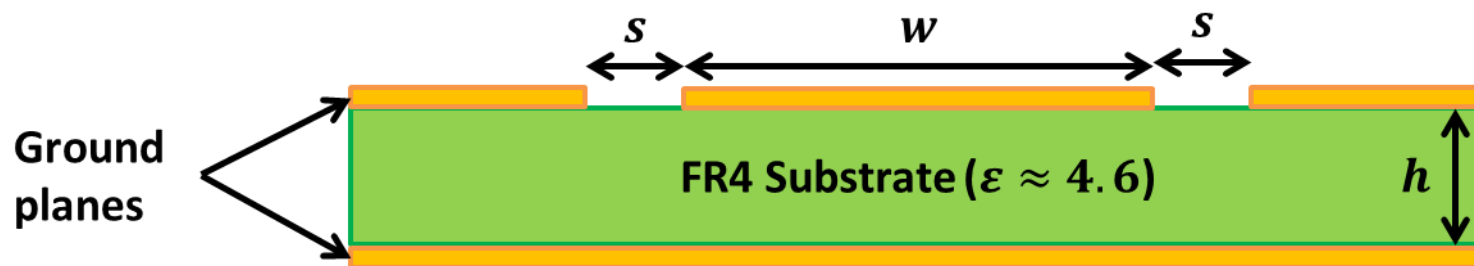 s w s
Ground
planes
FR4 Substrate (ε ≈ 4.6) h